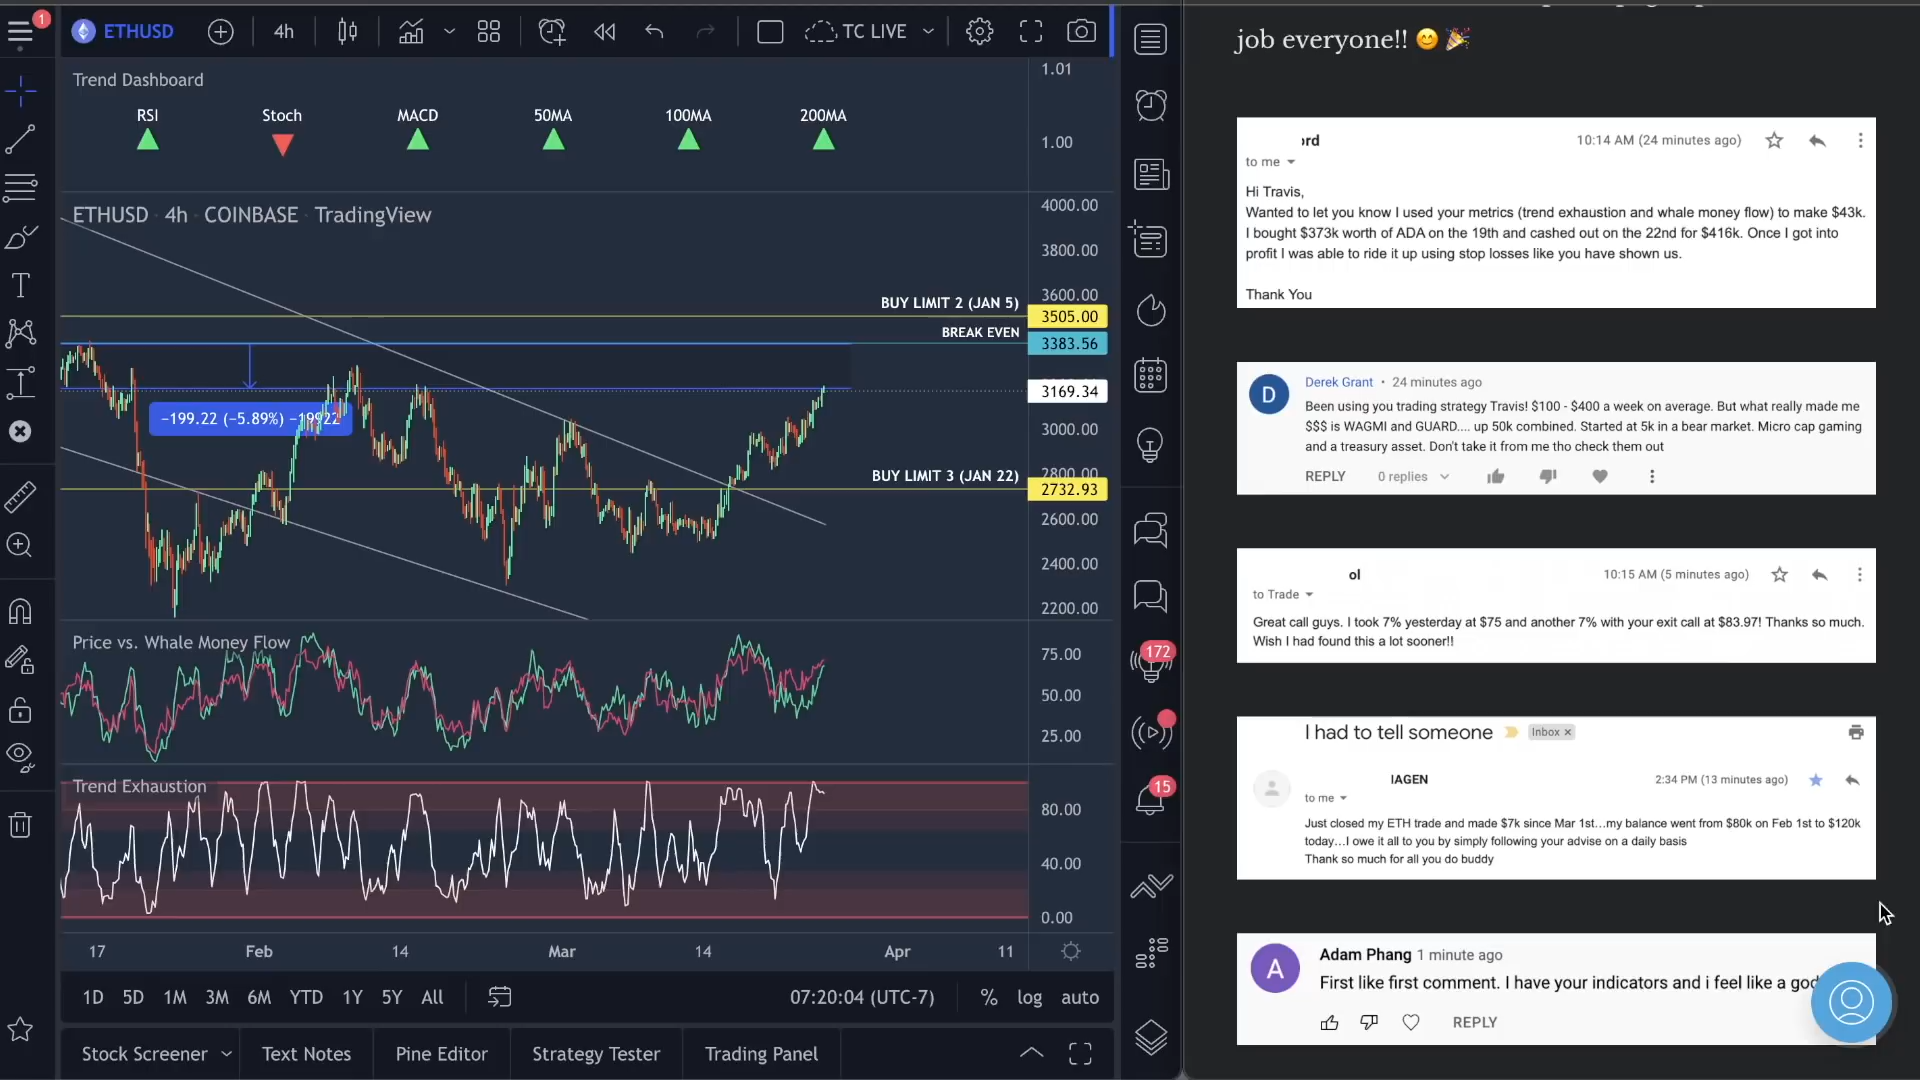 1
ETHUSD
4h
TC LIVE
Trend Dashboard
RSI
Stoch
MACD
50MA
100MA
200MA
1.01
1.00
ETHUSD · 4h · COINBASE · TradingView
4000.00
3800.00
3600.00
BUY LIMIT 2 (JAN 5)
3505.00
BREAK EVEN
3383.56
3169.34
−199.22 (−5.89%) −19922
3000.00
2800.00
BUY LIMIT 3 (JAN 22)
2732.93
2600.00
2400.00
2200.00
Price vs. Whale Money Flow
75.00
50.00
25.00
Trend Exhaustion
80.00
40.00
0.00
17
Feb
14
Mar
14
Apr
11
1D
5D
1M
3M
6M
YTD
1Y
5Y
All
07:20:04 (UTC-7)
%
log
auto
Stock Screener
Text Notes
Pine Editor
Strategy Tester
Trading Panel
172
15
job everyone!! 😊 🎉
ord
10:14 AM (24 minutes ago)
to me
Hi Travis,
Wanted to let you know I used your metrics (trend exhaustion and whale money flow) to make $43k.
I bought $373k worth of ADA on the 19th and cashed out on the 22nd for $416k. Once I got into
profit I was able to ride it up using stop losses like you have shown us.
Thank You
D
Derek Grant • 24 minutes ago
Been using you trading strategy Travis! $100 - $400 a week on average. But what really made me
$$$ is WAGMI and GUARD.... up 50k combined. Started at 5k in a bear market. Micro cap gaming
and a treasury asset. Don't take it from me tho check them out
REPLY
0 replies
ol
10:15 AM (5 minutes ago)
to Trade
Great call guys. I took 7% yesterday at $75 and another 7% with your exit call at $83.97! Thanks so much.
Wish I had found this a lot sooner!!
I had to tell someone
Inbox ×
IAGEN
2:34 PM (13 minutes ago)
to me
Just closed my ETH trade and made $7k since Mar 1st...my balance went from $80k on Feb 1st to $120k
today...I owe it all to you by simply following your advise on a daily basis
Thank so much for all you do buddy
A
Adam Phang 1 minute ago
First like first comment. I have your indicators and i feel like a god
REPLY